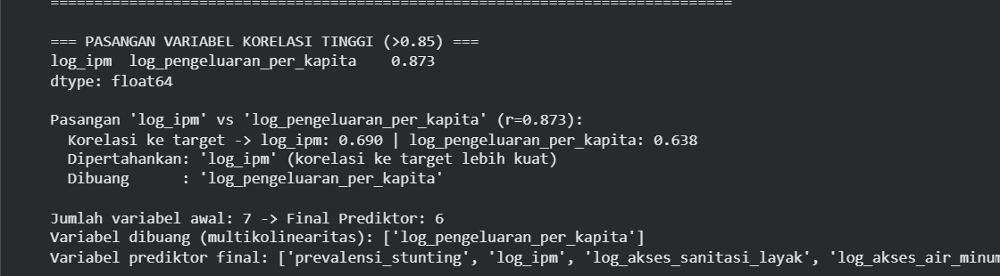 ================================================================================
=== PASANGAN VARIABEL KORELASI TINGGI (>0.85) ===
log_ipm  log_pengeluaran_per_kapita    0.873
dtype: float64
Pasangan 'log_ipm' vs 'log_pengeluaran_per_kapita' (r=0.873):
  Korelasi ke target -> log_ipm: 0.690 | log_pengeluaran_per_kapita: 0.638
  Dipertahankan: 'log_ipm' (korelasi ke target lebih kuat)
  Dibuang      : 'log_pengeluaran_per_kapita'
Jumlah variabel awal: 7 -> Final Prediktor: 6
Variabel dibuang (multikolinearitas): ['log_pengeluaran_per_kapita']
Variabel prediktor final: ['prevalensi_stunting', 'log_ipm', 'log_akses_sanitasi_layak', 'log_akses_air_minum